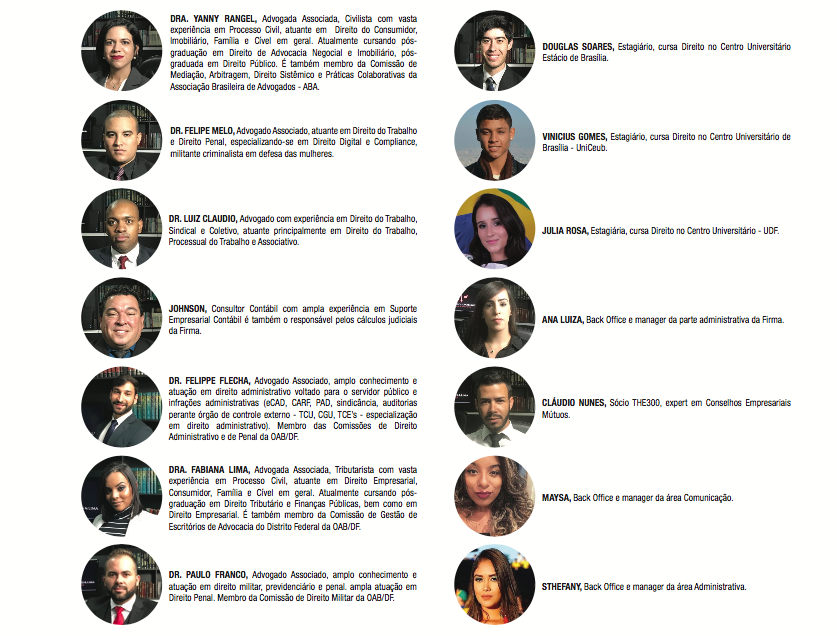 DRA. YANNY RANGEL, Advogada Associada, Civilista com vasta
experiência em Processo Civil, atuante em Direito do Consumidor,
Imobiliário, Família e Cível em geral. Atualmente cursando pós-
graduação em Direito de Advocacia Negocial e Imobiliário, pós-
graduada em Direito Público. É também membro da Comissão de
Mediação, Arbitragem, Direito Sistêmico e Práticas Colaborativas da
Associação Brasileira de Advogados - ABA.
DR. FELIPE MELO, Advogado Associado, atuante em Direito do Trabalho
e Direito Penal, especializando-se em Direito Digital e Compliance,
militante criminalista em defesa das mulheres.
DR. LUIZ CLAUDIO, Advogado com experiência em Direito do Trabalho,
Sindical e Coletivo, atuante principalmente em Direito do Trabalho,
Processual do Trabalho e Associativo.
JOHNSON, Consultor Contábil com ampla experiência em Suporte
Empresarial Contábil é também o responsável pelos cálculos judiciais
da Firma.
DR. FELIPPE FLECHA, Advogado Associado, amplo conhecimento e
atuação em direito administrativo voltado para o servidor público e
infrações administrativas (eCAD, CARF, PAD, sindicância, auditorias
perante órgão de controle externo - TCU, CGU, TCE's - especialização
em direito administrativo). Membro das Comissões de Direito
Administrativo e de Penal da OAB/DF.
DRA. FABIANA LIMA, Advogada Associada, Tributarista com vasta
experiência em Processo Civil, atuante em Direito Empresarial,
Consumidor, Família e Cível em geral. Atualmente cursando pós-
graduação em Direito Tributário e Finanças Públicas, bem como em
Direito Empresarial. É também membro da Comissão de Gestão de
Escritórios de Advocacia do Distrito Federal da OAB/DF.
DR. PAULO FRANCO, Advogado Associado, amplo conhecimento e
atuação em direito militar, previdenciário e penal. ampla atuação em
Direito Penal. Membro da Comissão de Direito Militar da OAB/DF.
DOUGLAS SOARES, Estagiário, cursa Direito no Centro Universitário
Estácio de Brasília.
VINICIUS GOMES, Estagiário, cursa Direito no Centro Universitário de
Brasília - UniCeub.
JULIA ROSA, Estagiária, cursa Direito no Centro Universitário - UDF.
ANA LUIZA, Back Office e manager da parte administrativa da Firma.
CLÁUDIO NUNES, Sócio THE300, expert em Conselhos Empresariais
Mútuos.
MAYSA, Back Office e manager da área Comunicação.
STHEFANY, Back Office e manager da área Administrativa.